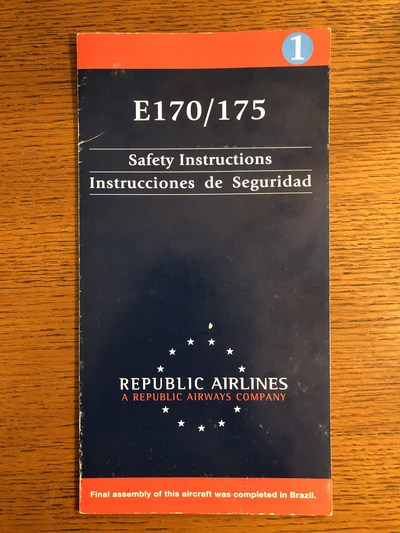 1
E170/175
Safety Instructions
Instrucciones de Seguridad
REPUBLIC AIRLINES
A REPUBLIC AIRWAYS COMPANY
Final assembly of this aircraft was completed in Brazil.